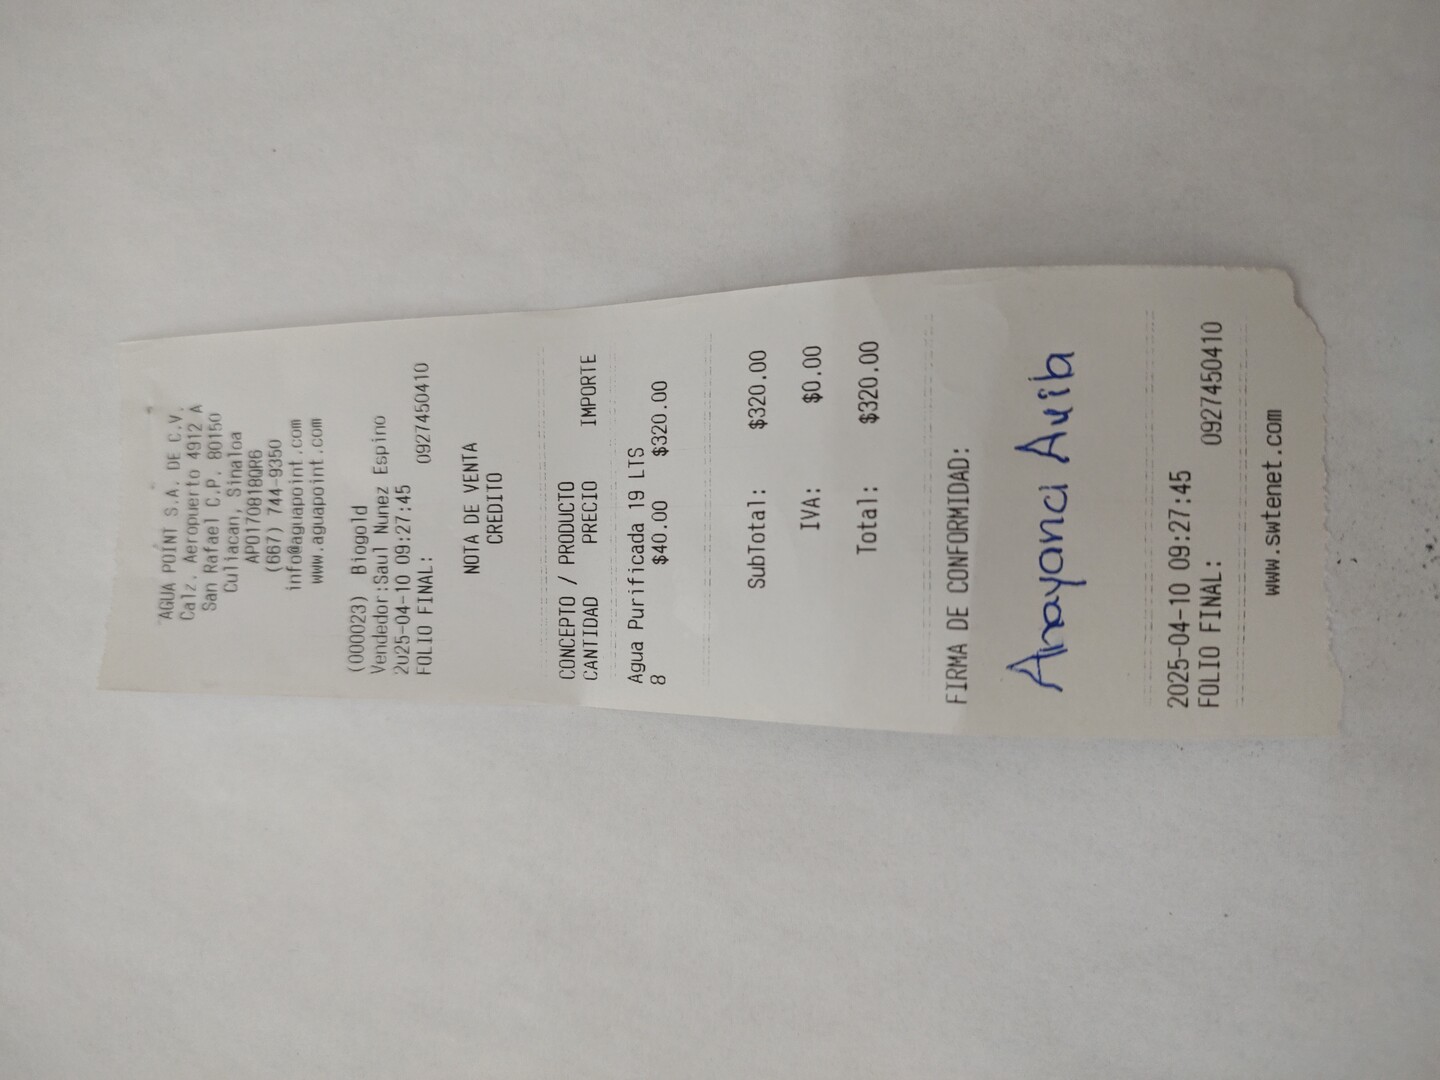 AGUA POINT S.A. DE C.V.
Calz. Aeropuerto 4912 A
San Rafael C.P. 80150
Culiacan, Sinaloa
APO170818QR6
(667) 744-9350
info@aguapoint.com
www.aguapoint.com
(000023) Biogold
Vendedor:Saul Nunez Espino
2025-04-10 09:27:45
FOLIO FINAL: 0927450410
NOTA DE VENTA
CREDITO
CONCEPTO / PRODUCTO
CANTIDAD PRECIO IMPORTE
Agua Purificada 19 LTS
8 $40.00 $320.00
SubTotal: $320.00
IVA: $0.00
Total: $320.00
FIRMA DE CONFORMIDAD:
Anayanci Avila
2025-04-10 09:27:45
FOLIO FINAL: 0927450410
www.swtenet.com